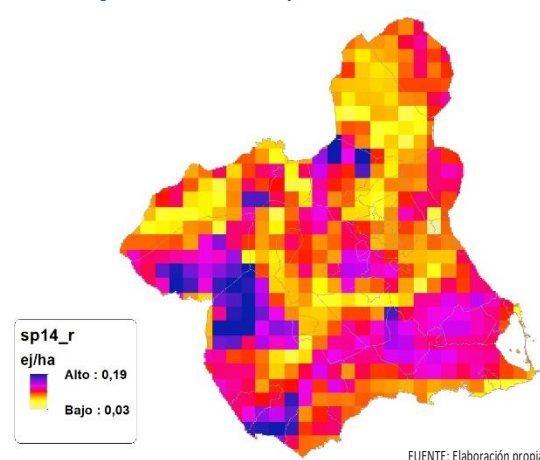 sp14_r
ej/ha
Alto : 0,19
Bajo : 0,03
FUENTE: Elaboración propia